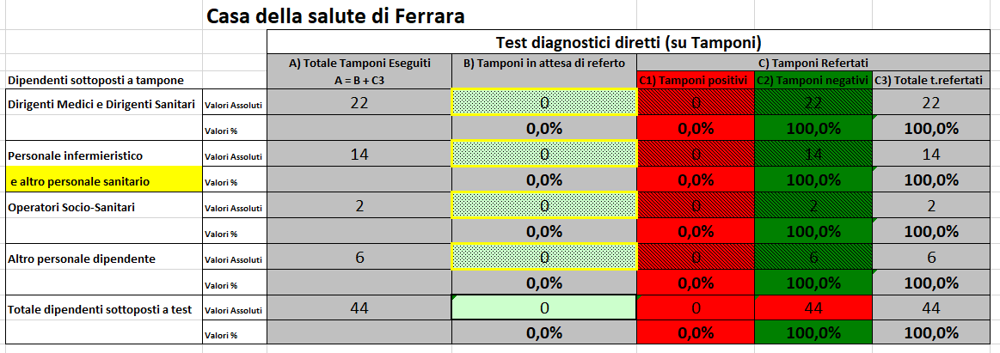 Casa della salute di Ferrara
Test diagnostici diretti (su Tamponi)
A) Totale Tamponi Eseguiti B) Tamponi in attesa di referto C) Tamponi Refertati
Dipendenti sottoposti a tampone A = B + C3 C1) Tamponi positivi C2) Tamponi negativi C3) Totale t.refertati
Dirigenti Medici e Dirigenti Sanitari Valori Assoluti 22 0 0 22 22
Valori % 0,0% 0,0% 100,0% 100,0%
Personale infermieristico Valori Assoluti 14 0 0 14 14
e altro personale sanitario Valori % 0,0% 0,0% 100,0% 100,0%
Operatori Socio-Sanitari Valori Assoluti 2 0 0 2 2
Valori % 0,0% 0,0% 100,0% 100,0%
Altro personale dipendente Valori Assoluti 6 0 0 6 6
Valori % 0,0% 0,0% 100,0% 100,0%
Totale dipendenti sottoposti a test Valori Assoluti 44 0 0 44 44
Valori % 0,0% 0,0% 100,0% 100,0%